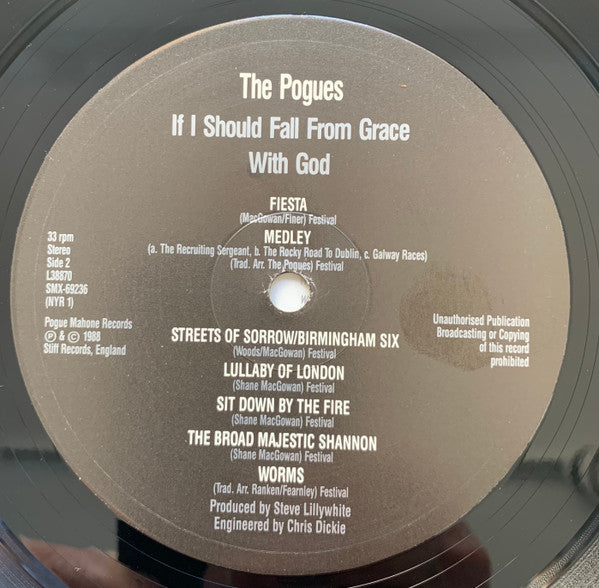 The Pogues
If I Should Fall From Grace
With God
FIESTA
(MacGowan/Finer) Festival
MEDLEY
(a. The Recruiting Sergeant, b. The Rocky Road To Dublin, c. Galway Races)
(Trad. Arr. The Pogues) Festival
33 rpm
Stereo
Side 2
L38870
SMX-69236
(NYR 1)
Pogue Mahone Records
Ⓟ & © 1988
Stiff Records, England
Unauthorised Publication
Broadcasting or Copying
of this record
prohibited
STREETS OF SORROW/BIRMINGHAM SIX
(Woods/MacGowan) Festival
LULLABY OF LONDON
(Shane MacGowan) Festival
SIT DOWN BY THE FIRE
(Shane MacGowan) Festival
THE BROAD MAJESTIC SHANNON
(Shane MacGowan) Festival
WORMS
(Trad. Arr. Ranken/Fearnley) Festival
Produced by Steve Lillywhite
Engineered by Chris Dickie